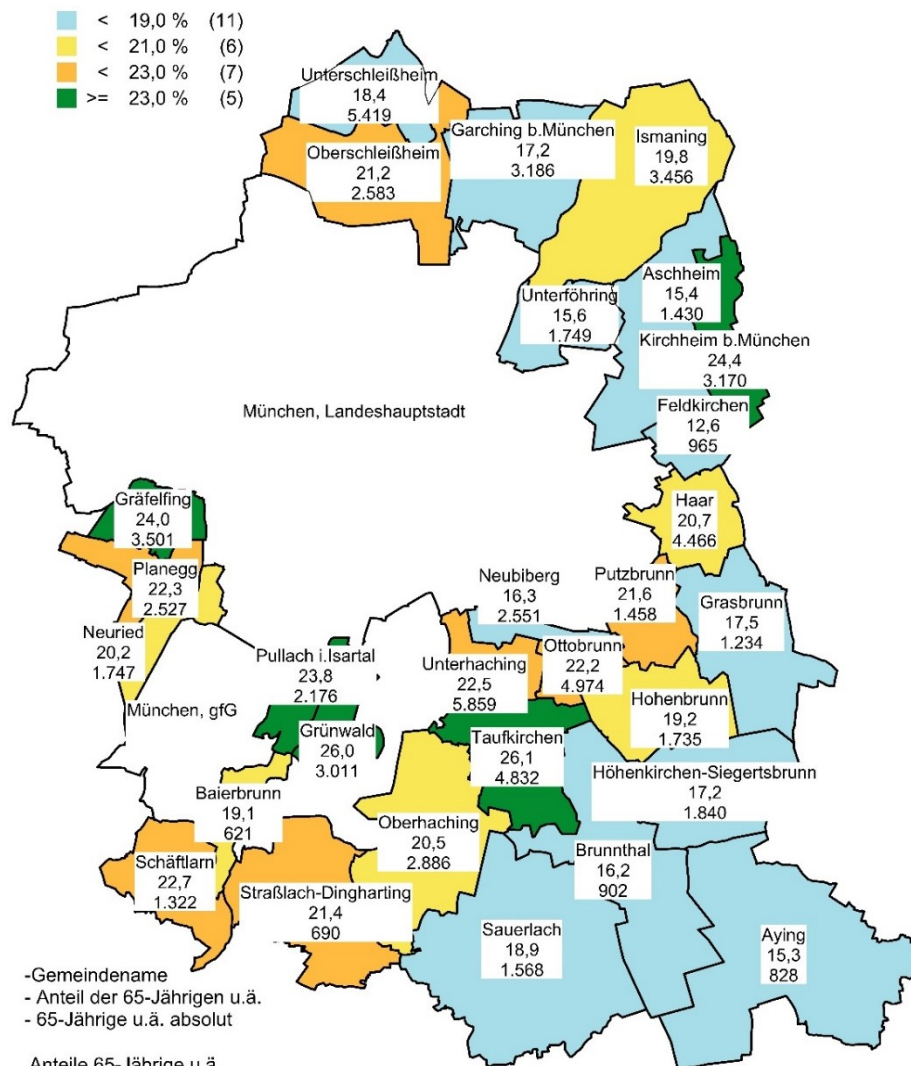 < 19,0 % (11)
< 21,0 % (6)
< 23,0 % (7)
>= 23,0 % (5)
Unterschleißheim
18,4
5.419
Garching b.München
17,2
3.186
Ismaning
19,8
3.456
Oberschleißheim
21,2
2.583
Aschheim
15,4
1.430
Unterföhring
15,6
1.749
Kirchheim b.München
24,4
3.170
Feldkirchen
12,6
965
München, Landeshauptstadt
Gräfelfing
24,0
3.501
Haar
20,7
4.466
Planegg
22,3
2.527
Neubiberg
16,3
2.551
Putzbrunn
21,6
1.458
Grasbrunn
17,5
1.234
Neuried
20,2
1.747
Pullach i.Isartal
23,8
2.176
Unterhaching
22,5
5.859
Ottobrunn
22,2
4.974
Hohenbrunn
19,2
1.735
München, gfG
Grünwald
26,0
3.011
Taufkirchen
26,1
4.832
Höhenkirchen-Siegertsbrunn
17,2
1.840
Baierbrunn
19,1
621
Oberhaching
20,5
2.886
Brunnthal
16,2
902
Schäftlarn
22,7
1.322
Straßlach-Dingharting
21,4
690
Sauerlach
18,9
1.568
Aying
15,3
828
-Gemeindename
- Anteil der 65-Jährigen u.ä.
- 65-Jährige u.ä. absolut
Anteile 65-Jährige u.ä.